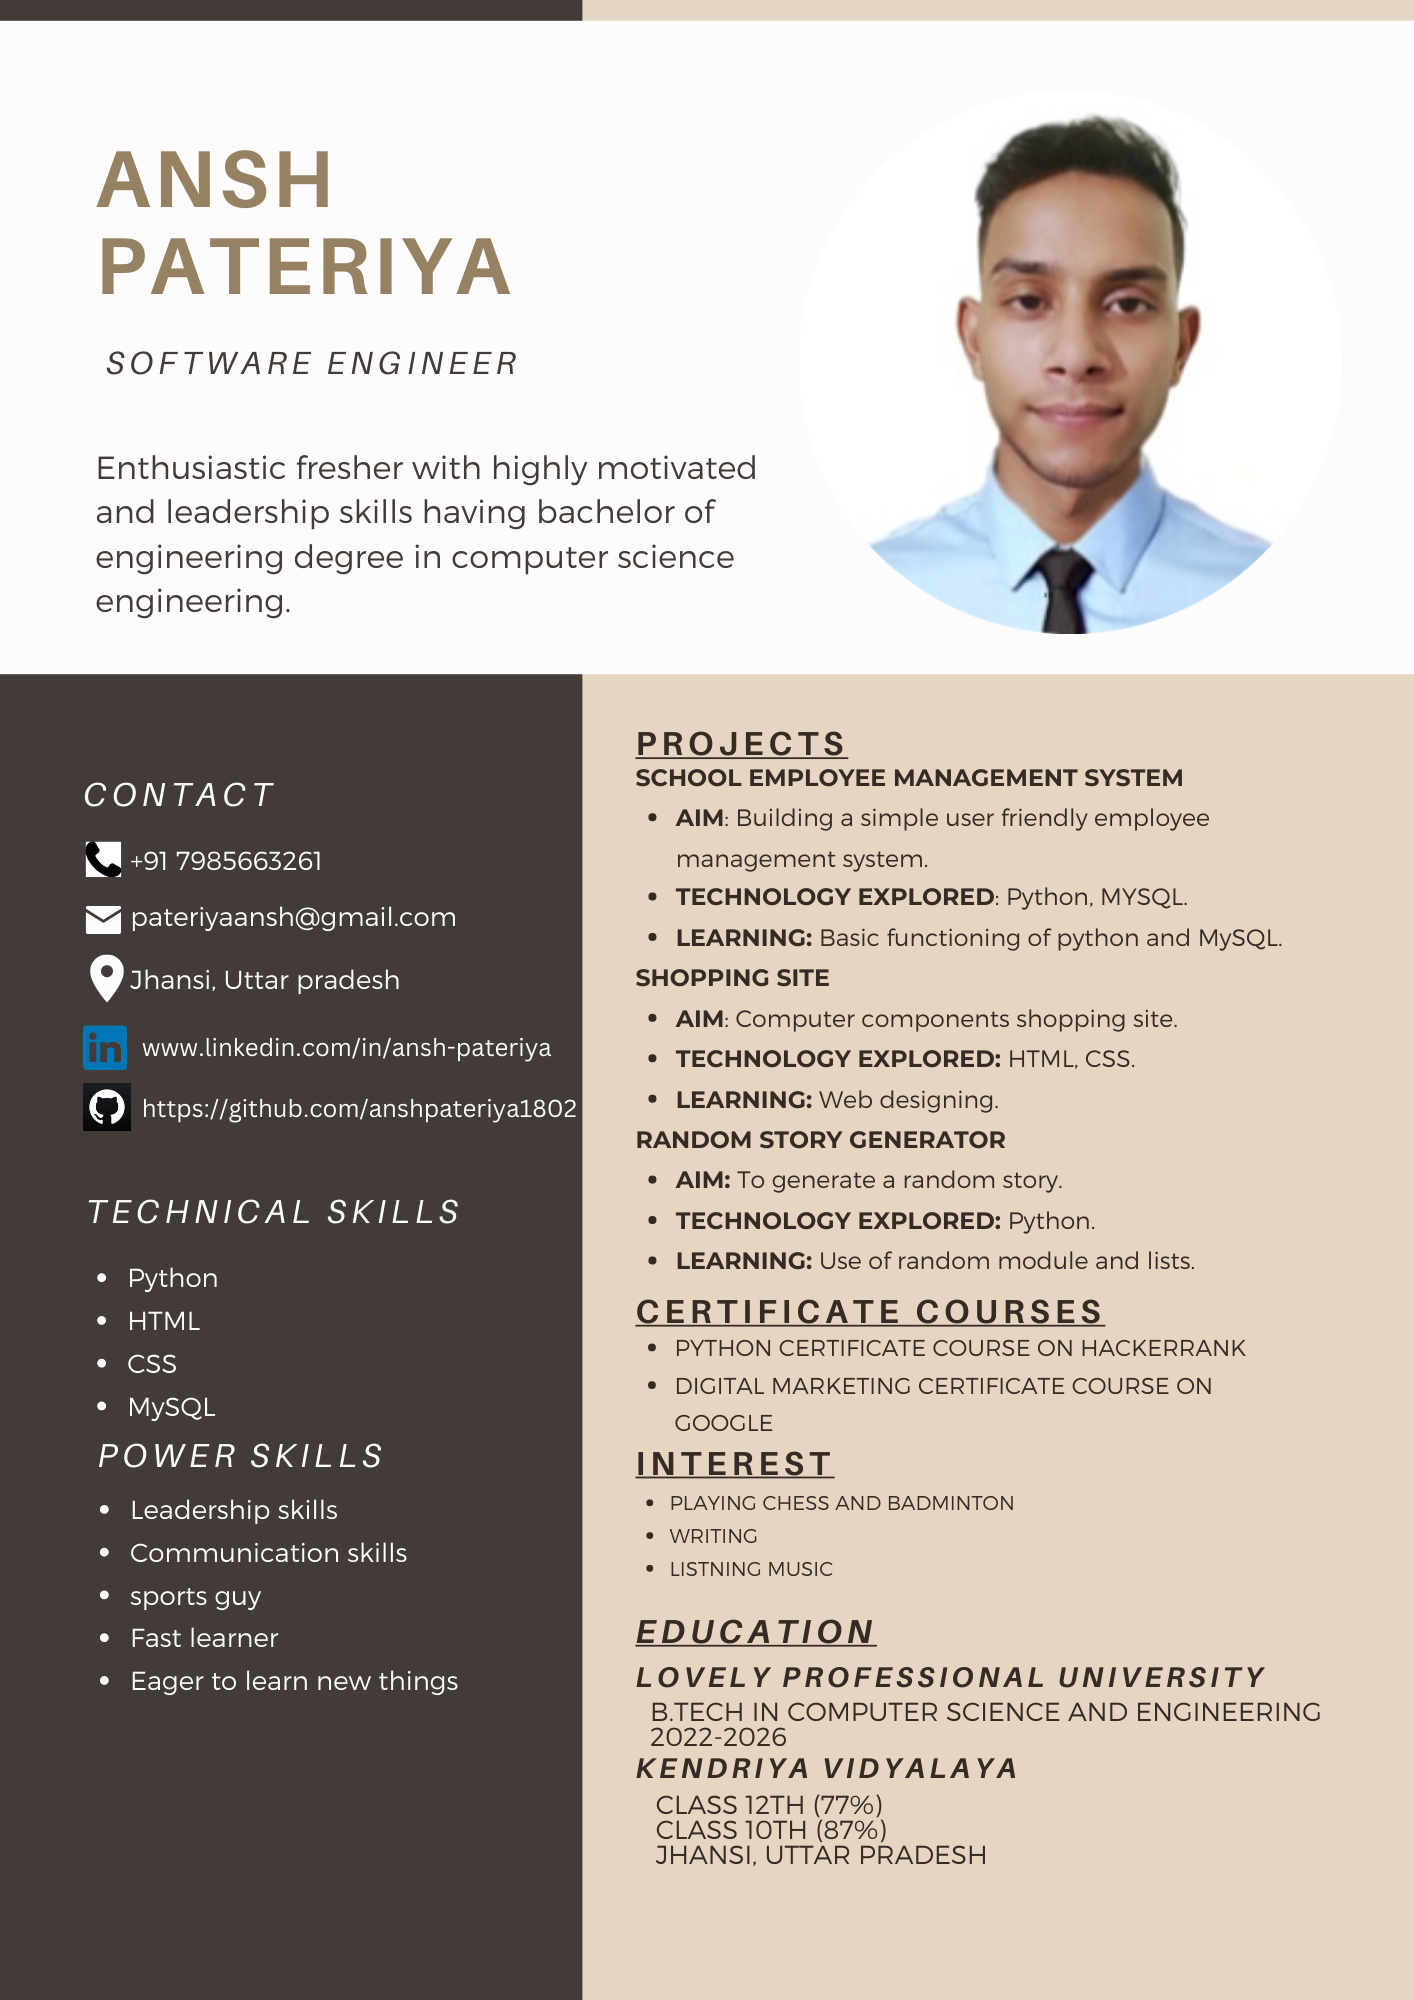 ANSH
PATERIYA
SOFTWARE ENGINEER
Enthusiastic fresher with highly motivated
and leadership skills having bachelor of
engineering degree in computer science
engineering.
CONTACT
+91 7985663261
pateriyaansh@gmail.com
Jhansi, Uttar pradesh
in www.linkedin.com/in/ansh-pateriya
https://github.com/anshpateriya1802
TECHNICAL SKILLS
• Python
• HTML
• CSS
• MySQL
POWER SKILLS
• Leadership skills
• Communication skills
• sports guy
• Fast learner
• Eager to learn new things
PROJECTS
SCHOOL EMPLOYEE MANAGEMENT SYSTEM
• AIM: Building a simple user friendly employee
management system.
• TECHNOLOGY EXPLORED: Python, MYSQL.
• LEARNING: Basic functioning of python and MySQL.
SHOPPING SITE
• AIM: Computer components shopping site.
• TECHNOLOGY EXPLORED: HTML, CSS.
• LEARNING: Web designing.
RANDOM STORY GENERATOR
• AIM: To generate a random story.
• TECHNOLOGY EXPLORED: Python.
• LEARNING: Use of random module and lists.
CERTIFICATE COURSES
• PYTHON CERTIFICATE COURSE ON HACKERRANK
• DIGITAL MARKETING CERTIFICATE COURSE ON
GOOGLE
INTEREST
• PLAYING CHESS AND BADMINTON
• WRITING
• LISTNING MUSIC
EDUCATION
LOVELY PROFESSIONAL UNIVERSITY
B.TECH IN COMPUTER SCIENCE AND ENGINEERING
2022-2026
KENDRIYA VIDYALAYA
CLASS 12TH (77%)
CLASS 10TH (87%)
JHANSI, UTTAR PRADESH